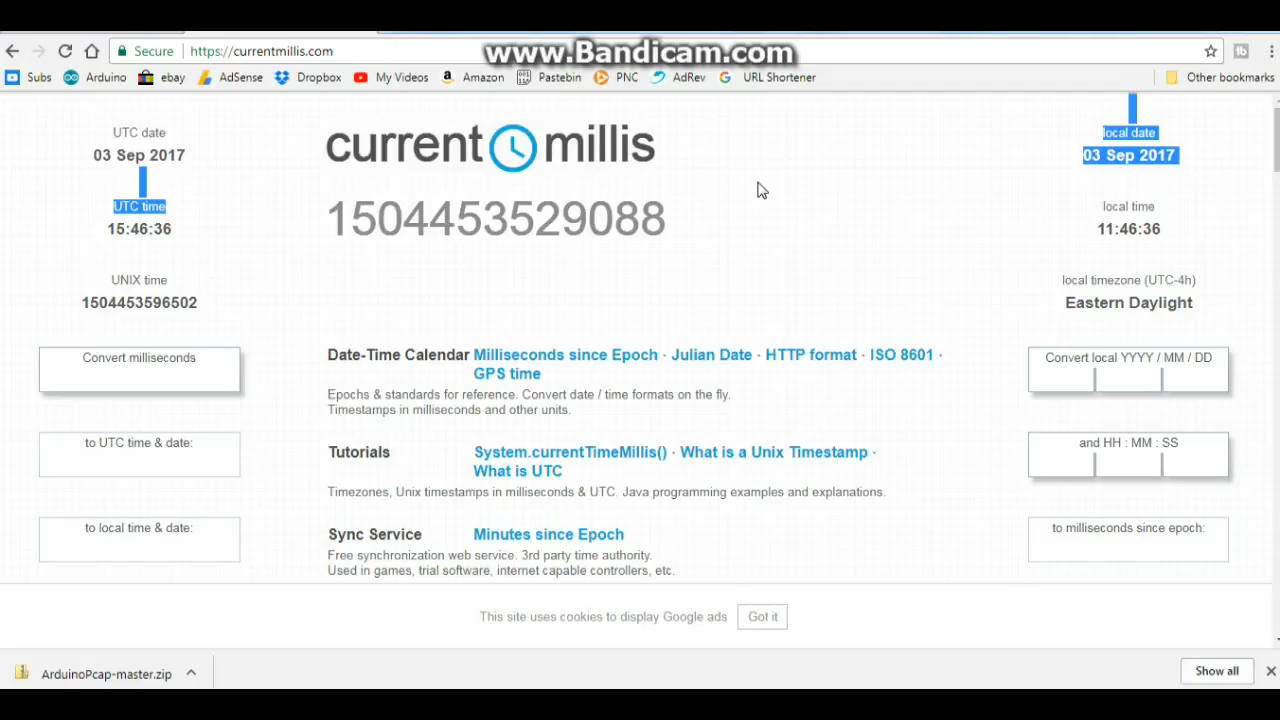 Secure
https://currentmillis.com
www.Bandicam.com
Subs
Arduino
ebay
AdSense
Dropbox
My Videos
Amazon
Pastebin
PNC
AdRev
URL Shortener
Other bookmarks
UTC date
03 Sep 2017
UTC time
15:46:36
UNIX time
1504453596502
Convert milliseconds
to UTC time & date:
to local time & date:
current millis
1504453529088
Date-Time Calendar Milliseconds since Epoch · Julian Date · HTTP format · ISO 8601 ·
GPS time
Epochs & standards for reference. Convert date / time formats on the fly.
Timestamps in milliseconds and other units.
Tutorials System.currentTimeMillis() · What is a Unix Timestamp ·
What is UTC
Timezones, Unix timestamps in milliseconds & UTC. Java programming examples and explanations.
Sync Service Minutes since Epoch
Free synchronization web service. 3rd party time authority.
Used in games, trial software, internet capable controllers, etc.
local date
03 Sep 2017
local time
11:46:36
local timezone (UTC-4h)
Eastern Daylight
Convert local YYYY / MM / DD
and HH : MM : SS
to milliseconds since epoch:
This site uses cookies to display Google ads
Got it
ArduinoPcap-master.zip
Show all